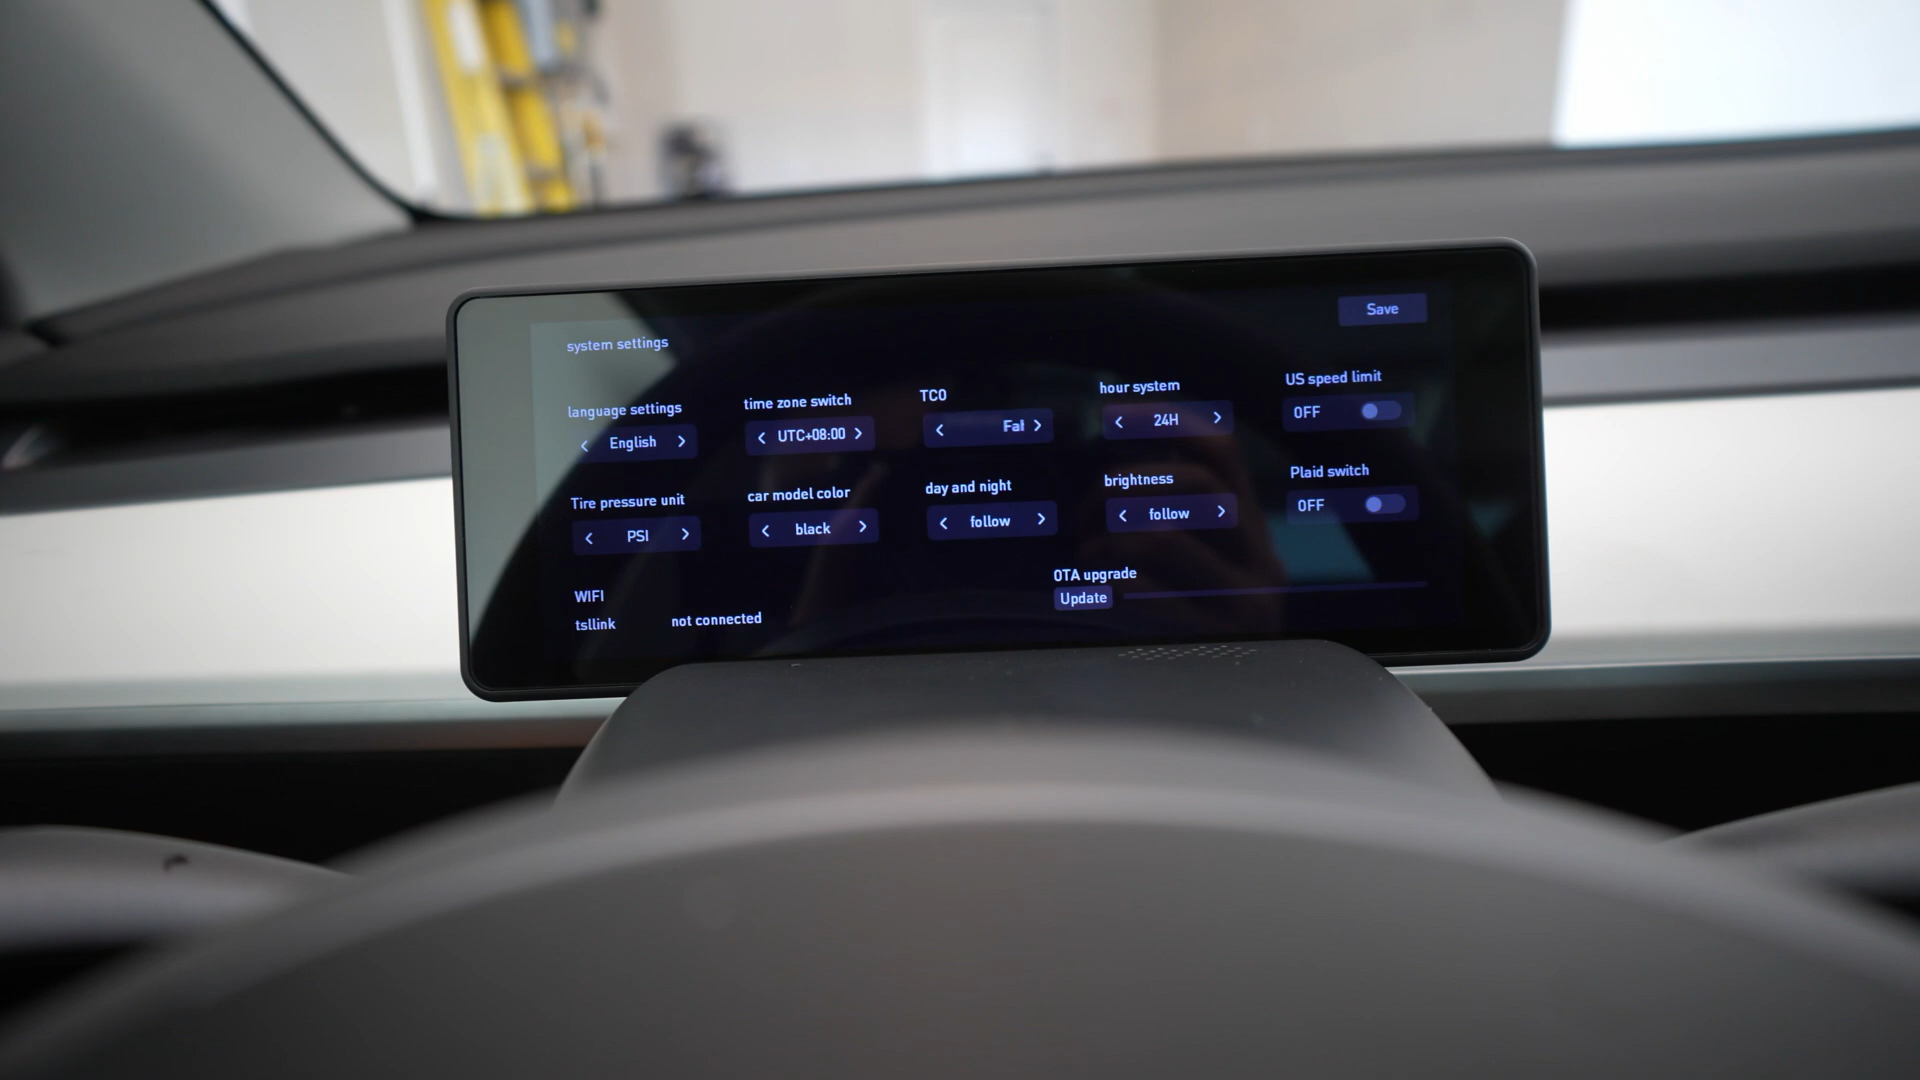 Save
system settings
language settings
< English >
time zone switch
< UTC+08:00 >
TCO
< Fal >
hour system
< 24H >
US speed limit
OFF
Tire pressure unit
< PSI >
car model color
< black >
day and night
< follow >
brightness
< follow >
Plaid switch
OFF
WIFI
tsllink not connected
OTA upgrade
Update